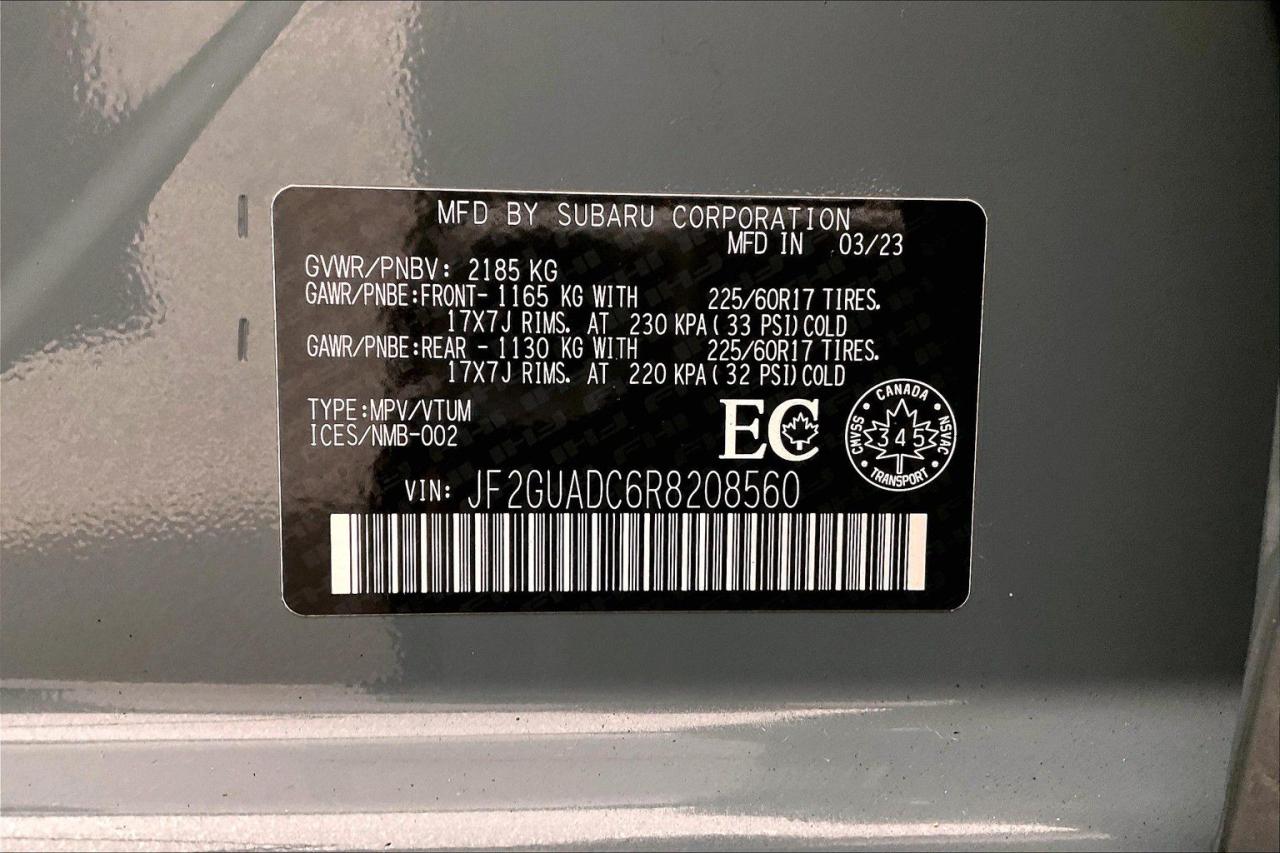 MFD BY SUBARU CORPORATION
MFD IN 03/23
GVWR/PNBV: 2185 KG
GAWR/PNBE:FRONT- 1165 KG WITH 225/60R17 TIRES.
17X7J RIMS. AT 230 KPA( 33 PSI)COLD
GAWR/PNBE:REAR - 1130 KG WITH 225/60R17 TIRES.
17X7J RIMS. AT 220 KPA( 32 PSI)COLD
TYPE:MPV/VTUM
ICES/NMB-002
EC
CANADA
CMVSS 345 NSVAC
TRANSPORT
VIN: JF2GUADC6R8208560